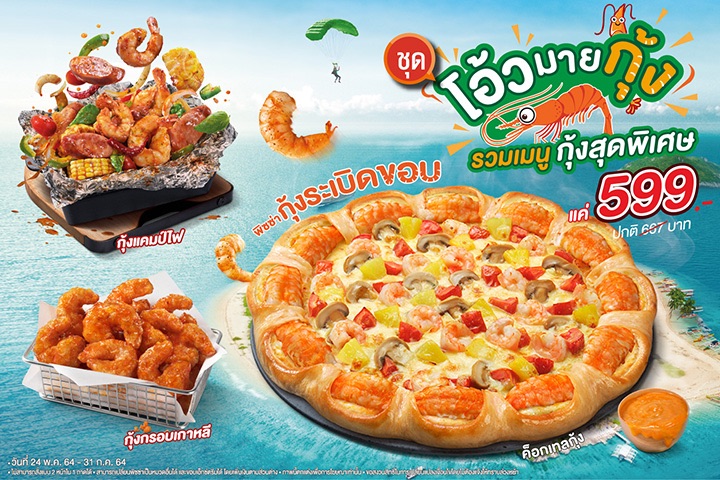 ชุด
โอ้วมายกุ้ง
รวมเมนู กุ้งสุดพิเศษ
แค่ 599.-
ปกติ 667 บาท
พิซซ่า กุ้งระเบิดขอบ
กุ้งแคมป์ไฟ
กุ้งกรอบเกาหลี
ค็อกเทลกุ้ง
• วันที่ 24 พ.ค. 64 - 31 ก.ค. 64